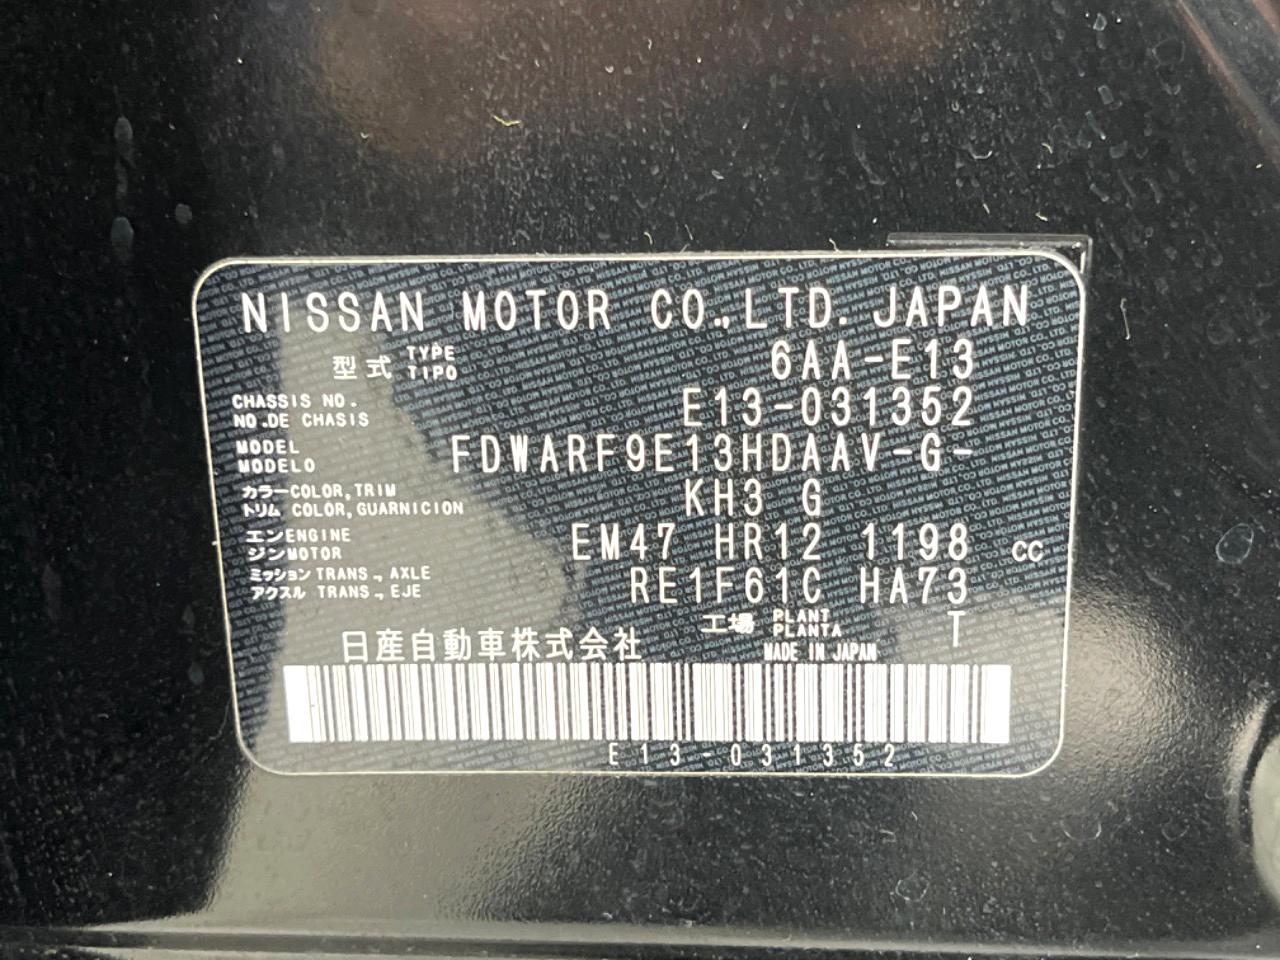 NISSAN MOTOR CO.,LTD. JAPAN
型式 TYPE TIPO 6AA-E13
CHASSIS NO. NO.DE CHASIS E13-031352
MODEL MODELO FDWARF9E13HDAAV-G-
カラー COLOR,TRIM トリム COLOR,GUARNICION KH3 G
エンジン ENGINE MOTOR EM47 HR12 1198 cc
ミッション TRANS.,AXLE アクスル TRANS.,EJE RE1F61C HA73
工場 PLANT PLANTA T
日産自動車株式会社 MADE IN JAPAN
E13-031352